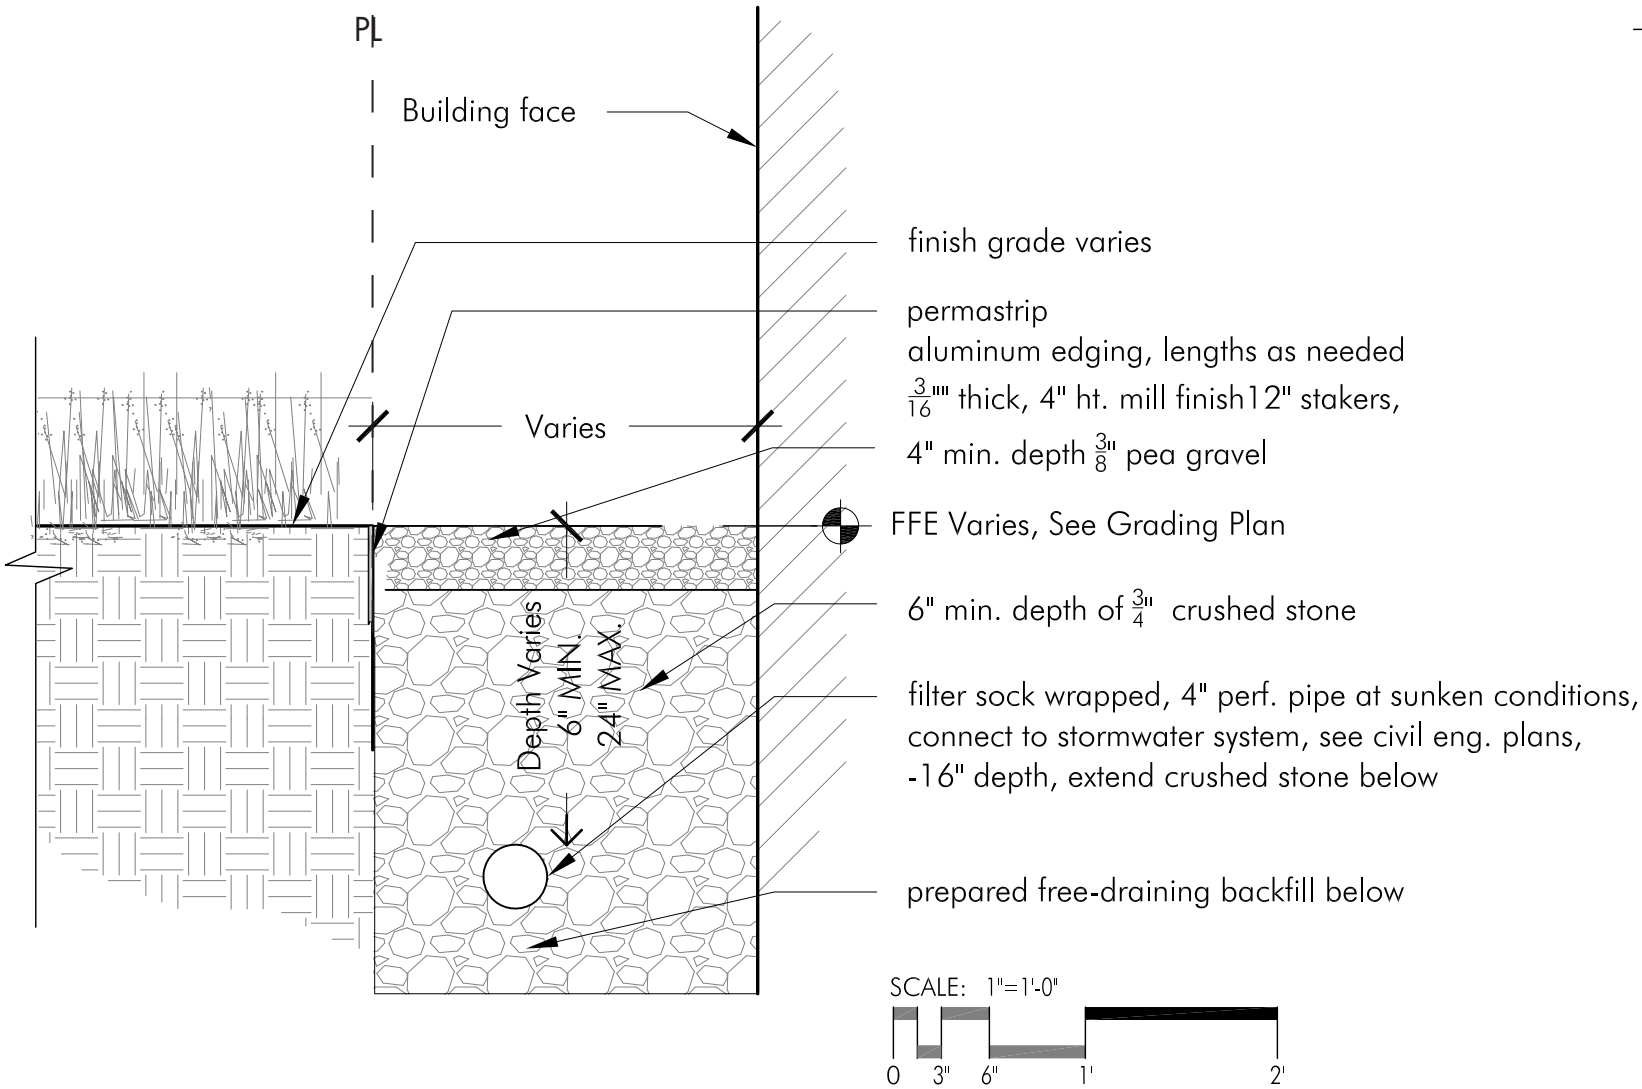 PL
Building face
finish grade varies
permastrip
aluminum edging, lengths as needed
3/16"" thick, 4" ht. mill finish12" stakers,
Varies
4" min. depth 3/8" pea gravel
FFE Varies, See Grading Plan
6" min. depth of 3/4" crushed stone
Depth Varies
6" MIN.
24" MAX.
filter sock wrapped, 4" perf. pipe at sunken conditions,
connect to stormwater system, see civil eng. plans,
-16" depth, extend crushed stone below
prepared free-draining backfill below
SCALE: 1"=1'-0"
0 3" 6" 1' 2'